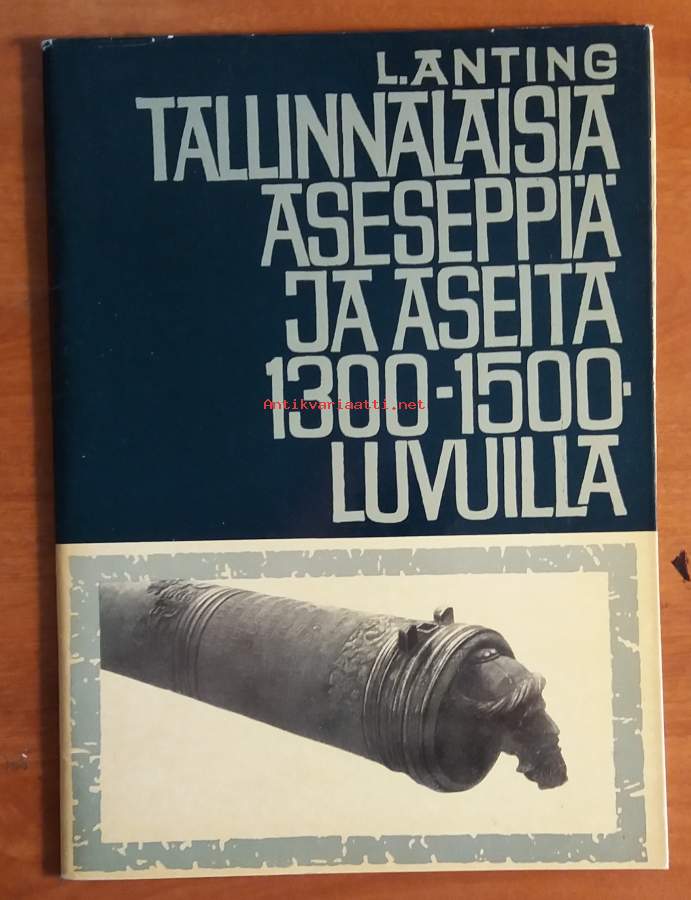 L.ANTING
TALLINNALAISIA
ASESEPPIÄ
JA ASEITA
1300-1500-
LUVUILLA
Antikvariaatti.net